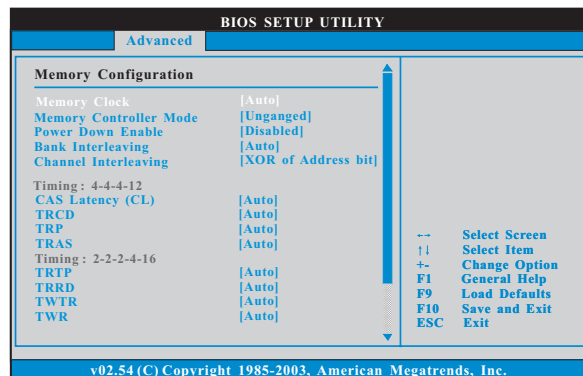 BIOS SETUP UTILITY
Advanced
Memory Configuration
Memory Clock [Auto]
Memory Controller Mode [Unganged]
Power Down Enable [Disabled]
Bank Interleaving [Auto]
Channel Interleaving [XOR of Address bit]
Timing : 4-4-4-12
CAS Latency (CL) [Auto]
TRCD [Auto]
TRP [Auto]
TRAS [Auto]
Timing : 2-2-2-4-16
TRTP [Auto]
TRRD [Auto]
TWTR [Auto]
TWR [Auto]
←→ Select Screen
↑↓ Select Item
+- Change Option
F1 General Help
F9 Load Defaults
F10 Save and Exit
ESC Exit
v02.54 (C) Copyright 1985-2003, American Megatrends, Inc.